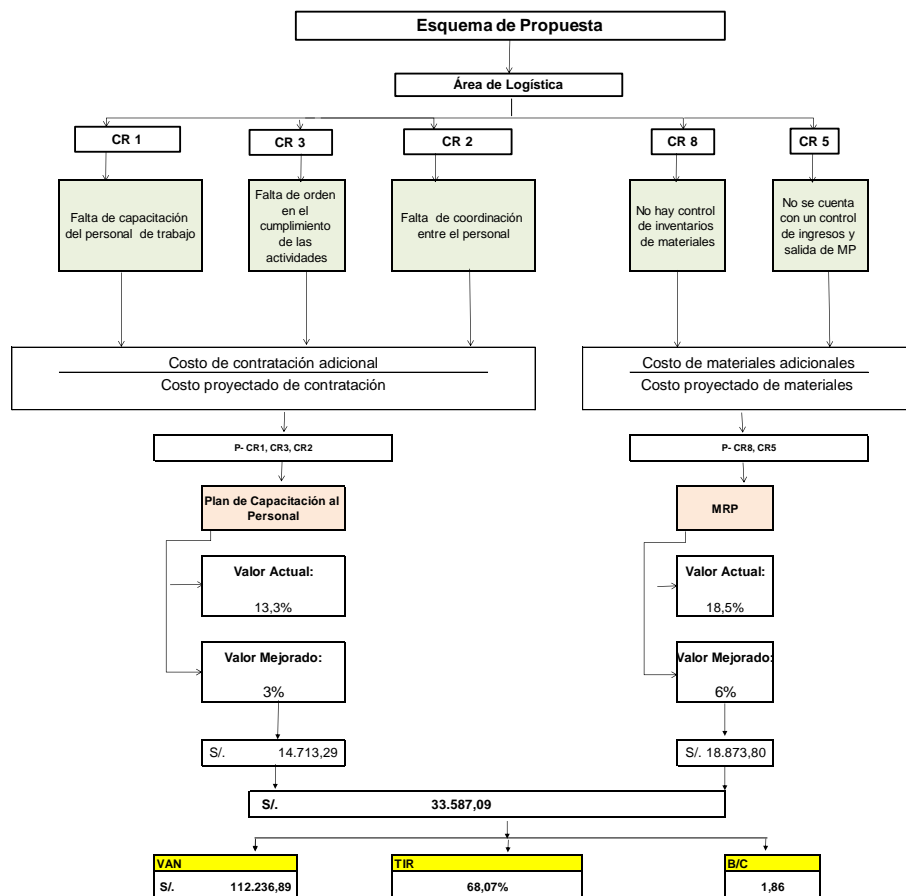 Esquema de Propuesta
Área de Logística
CR 1
CR 3
CR 2
CR 8
CR 5
Falta de capacitación
del personal de trabajo
Falta de orden
en el
cumplimiento
de las
actividades
Falta de coordinación
entre el personal
No hay control
de inventarios
de materiales
No se cuenta
con un control
de ingresos y
salida de MP
Costo de contratación adicional
Costo proyectado de contratación
Costo de materiales adicionales
Costo proyectado de materiales
P- CR1, CR3, CR2
P- CR8, CR5
Plan de Capacitación al
Personal
MRP
Valor Actual:
13,3%
Valor Actual:
18,5%
Valor Mejorado:
3%
Valor Mejorado:
6%
S/. 14.713,29
S/. 18.873,80
S/. 33.587,09
VAN
S/. 112.236,89
TIR
68,07%
B/C
1,86